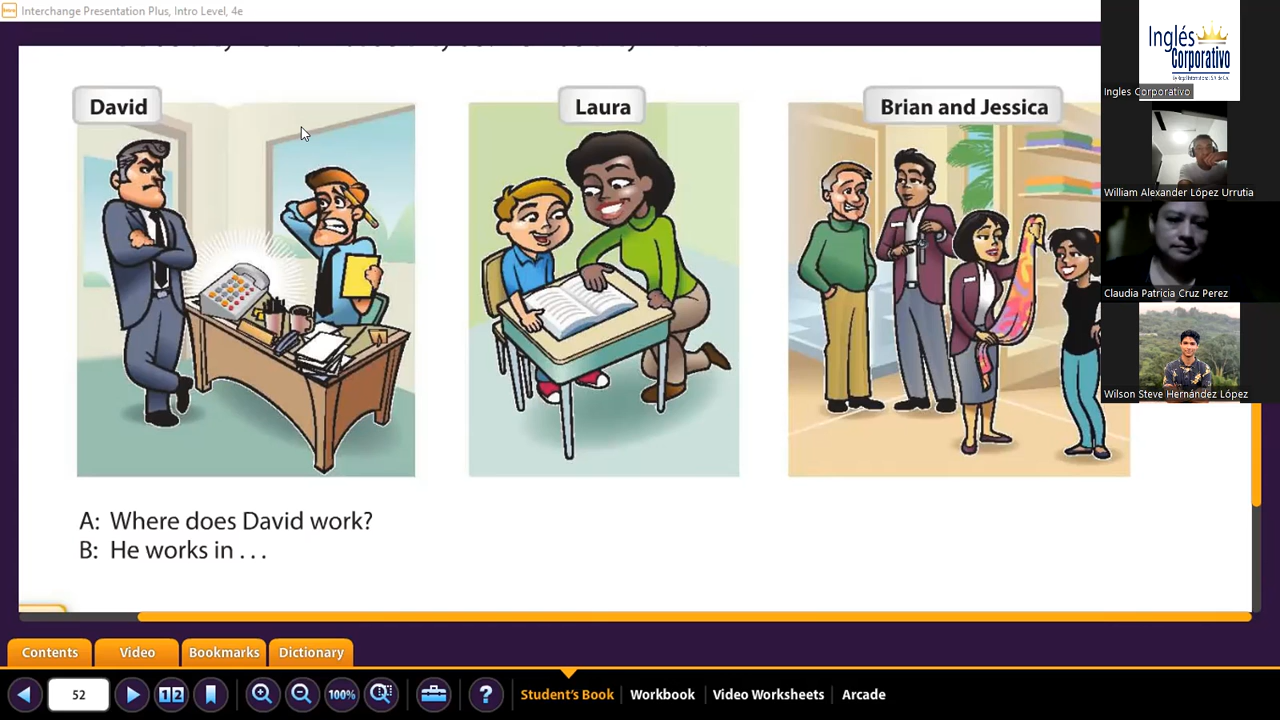 Interchange Presentation Plus, Intro Level, 4e
David
Laura
Brian and Jessica
A: Where does David work?
B: He works in . . .
Inglés
Corporativo
Ingles Corporativo
William Alexander López Urrutia
Claudia Patricia Cruz Perez
Wilson Steve Hernández López
Contents
Video
Bookmarks
Dictionary
52
1 2
100%
?
Student's Book
Workbook
Video Worksheets
Arcade